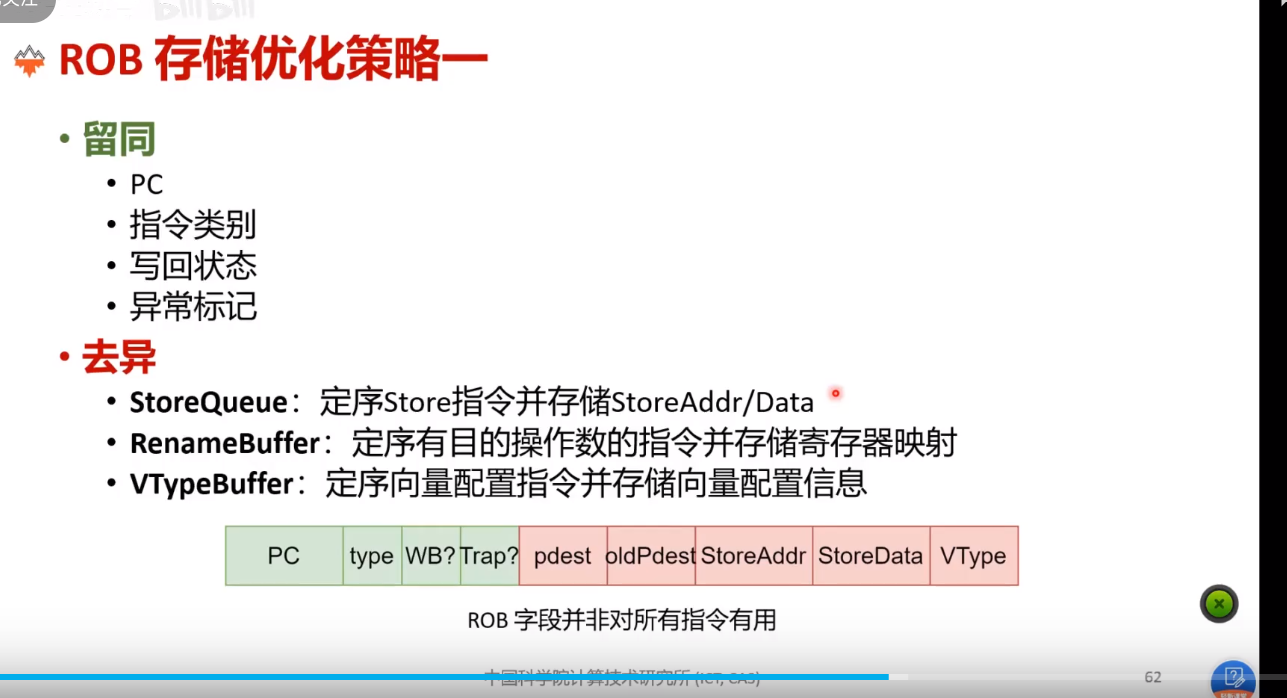 关注
bilibili
ROB 存储优化策略一
• 留同
• PC
• 指令类别
• 写回状态
• 异常标记
• 去异
• StoreQueue：定序Store指令并存储StoreAddr/Data
• RenameBuffer：定序有目的操作数的指令并存储寄存器映射
• VTypeBuffer：定序向量配置指令并存储向量配置信息
PC type WB? Trap? pdest oldPdest StoreAddr StoreData VType
ROB 字段并非对所有指令有用
中国科学院计算技术研究所 (ICT, CAS)
62